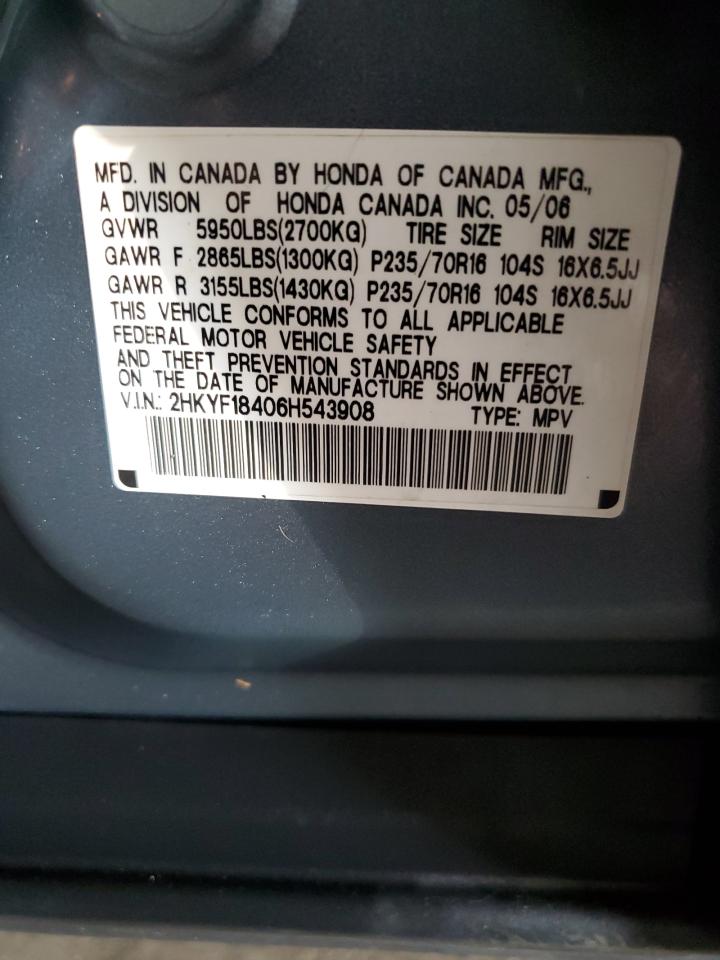 MFD. IN CANADA BY HONDA OF CANADA MFG.,
A DIVISION OF HONDA CANADA INC. 05/06
GVWR 5950LBS(2700KG) TIRE SIZE RIM SIZE
GAWR F 2865LBS(1300KG) P235/70R16 104S 16X6.5JJ
GAWR R 3155LBS(1430KG) P235/70R16 104S 16X6.5JJ
THIS VEHICLE CONFORMS TO ALL APPLICABLE
FEDERAL MOTOR VEHICLE SAFETY
AND THEFT PREVENTION STANDARDS IN EFFECT
ON THE DATE OF MANUFACTURE SHOWN ABOVE.
V.I.N.: 2HKYF18406H543908 TYPE: MPV